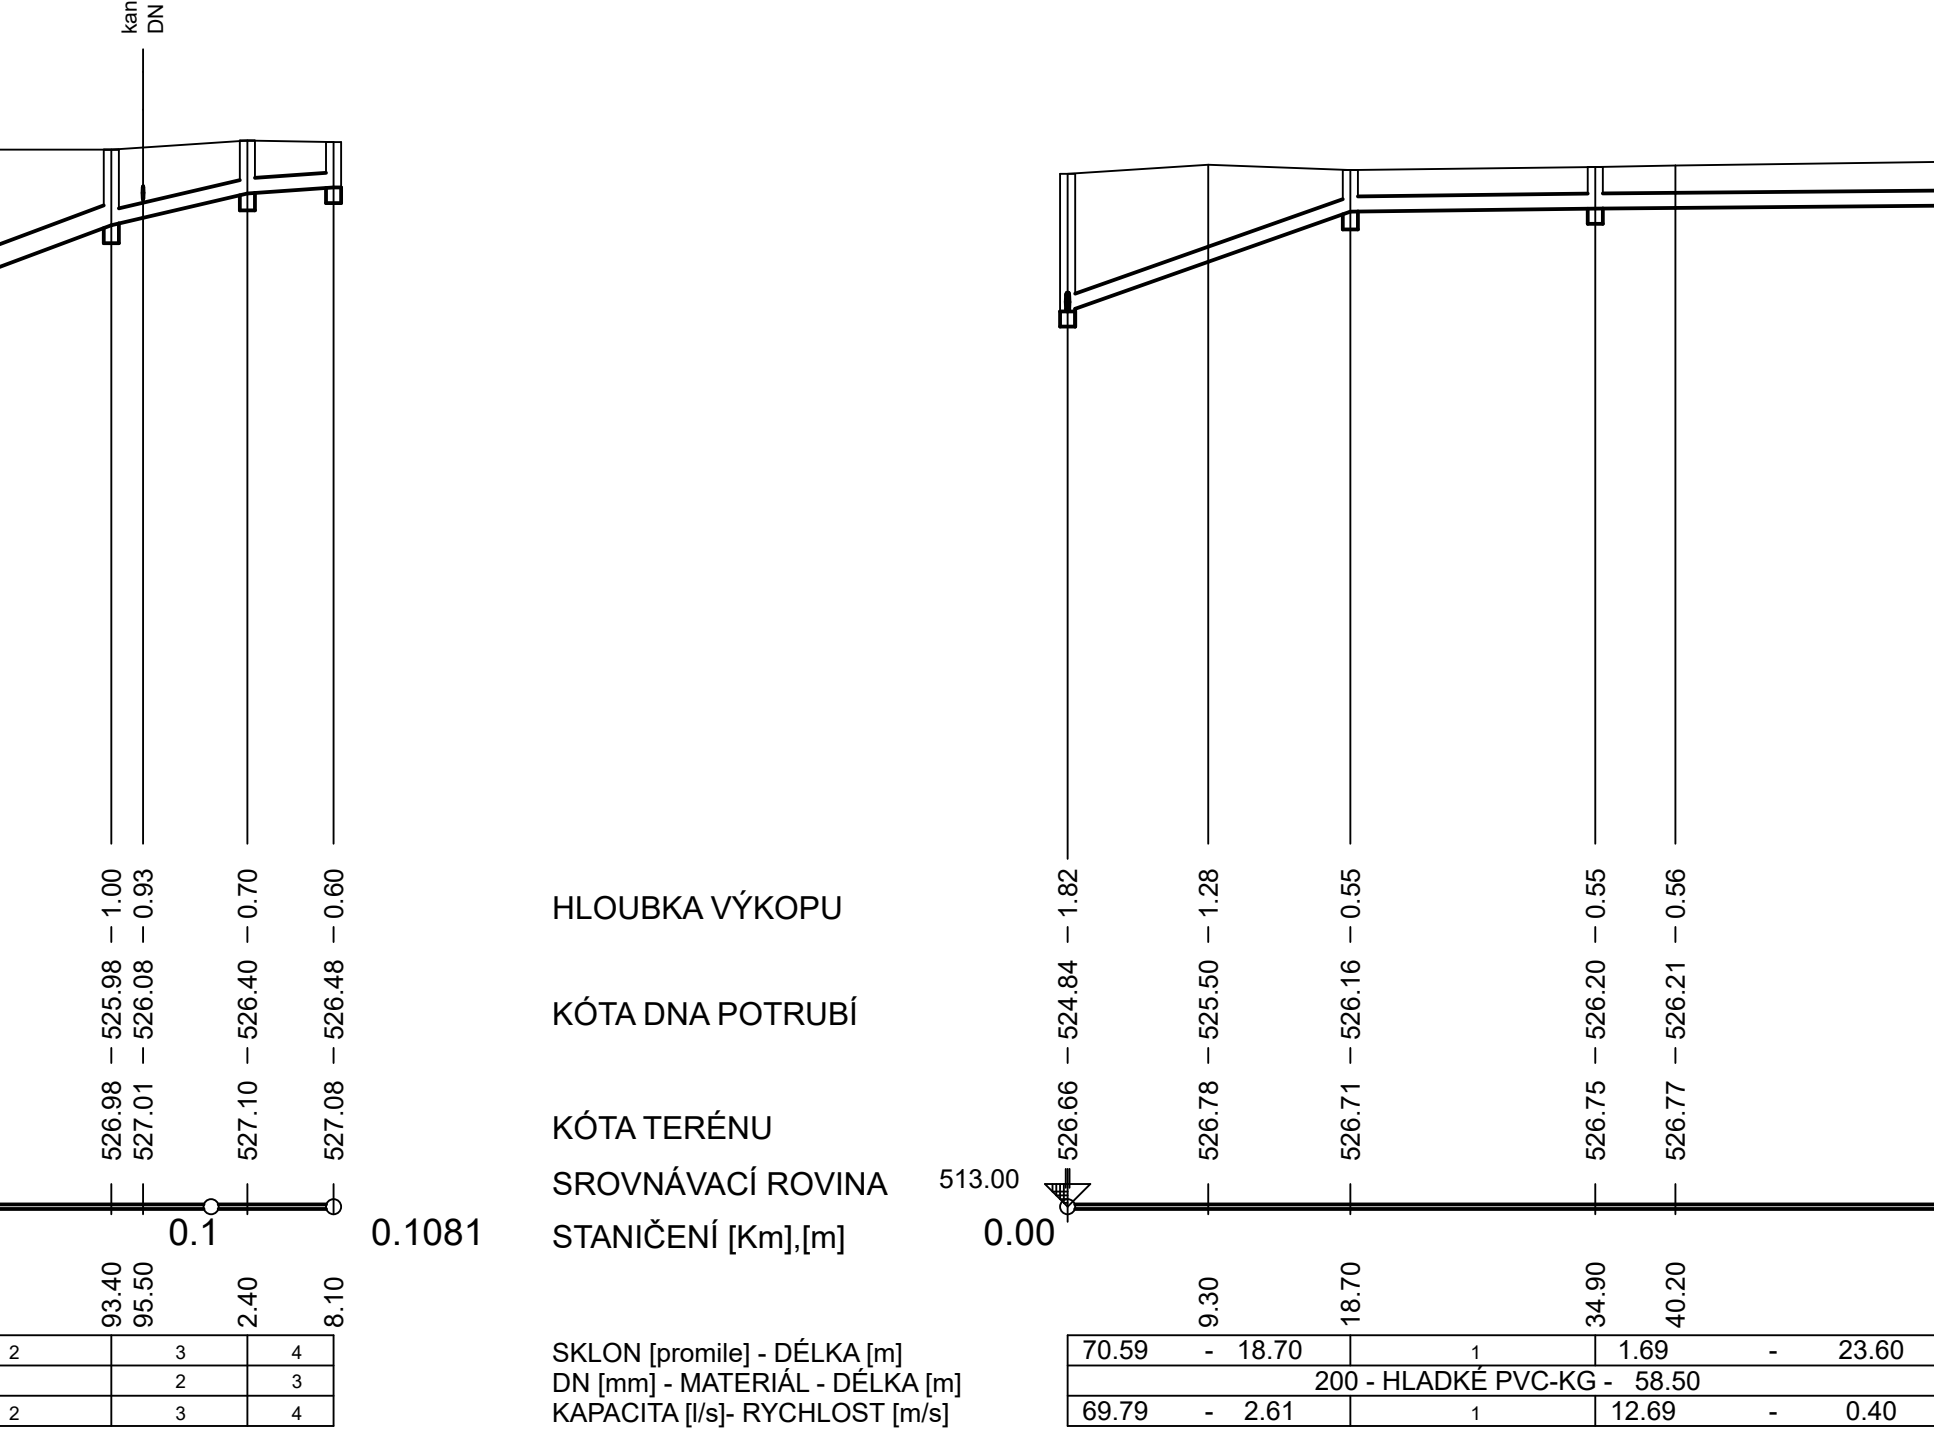 kan
DN
526.98 – 525.98 – 1.00
527.01 – 526.08 – 0.93
527.10 – 526.40 – 0.70
527.08 – 526.48 – 0.60
0.1
0.1081
93.40
95.50
2.40
8.10
2 3 4
2 3
2 3 4
HLOUBKA VÝKOPU
KÓTA DNA POTRUBÍ
KÓTA TERÉNU
SROVNÁVACÍ ROVINA 513.00
STANIČENÍ [Km],[m] 0.00
526.66 – 524.84 – 1.82
526.78 – 525.50 – 1.28
526.71 – 526.16 – 0.55
526.75 – 526.20 – 0.55
526.77 – 526.21 – 0.56
9.30
18.70
34.90
40.20
SKLON [promile] - DÉLKA [m]
DN [mm] - MATERIÁL - DÉLKA [m]
KAPACITA [l/s]- RYCHLOST [m/s]
70.59 - 18.70 1 1.69 - 23.60
200 - HLADKÉ PVC-KG - 58.50
69.79 - 2.61 1 12.69 - 0.40